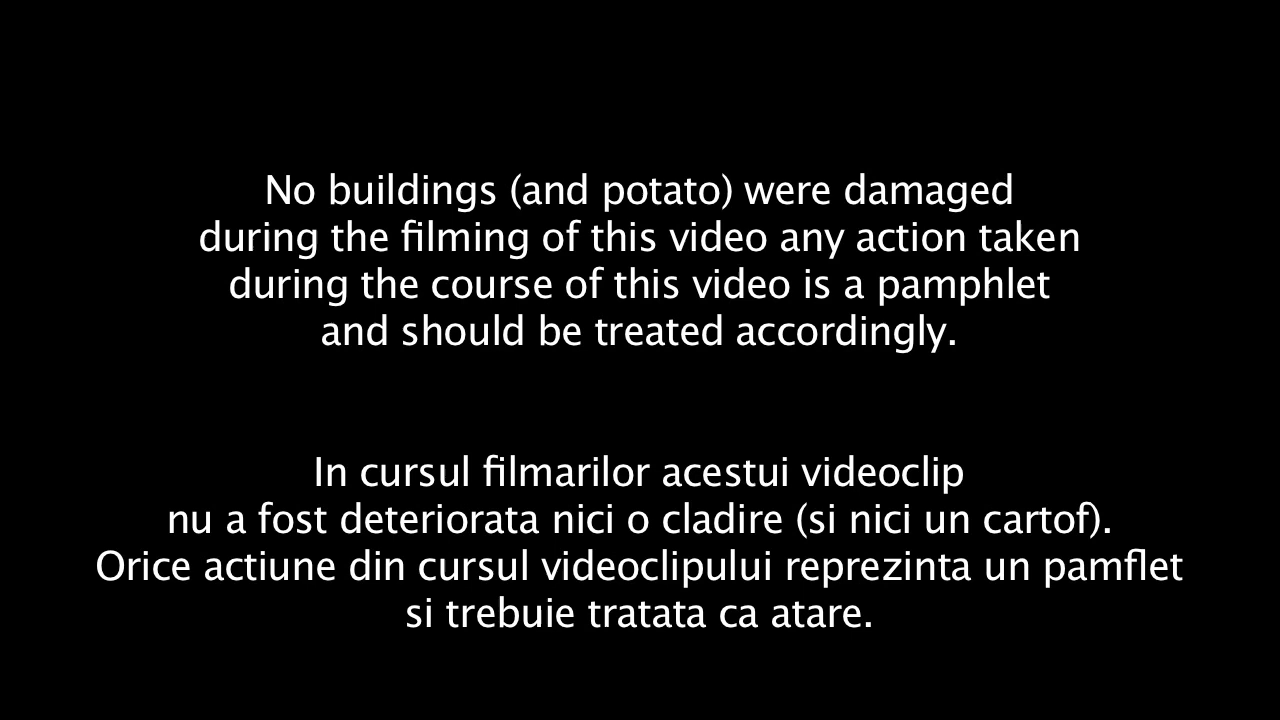 No buildings (and potato) were damaged
during the filming of this video any action taken
during the course of this video is a pamphlet
and should be treated accordingly.
In cursul filmarilor acestui videoclip
nu a fost deteriorata nici o cladire (si nici un cartof).
Orice actiune din cursul videoclipului reprezinta un pamflet
si trebuie tratata ca atare.